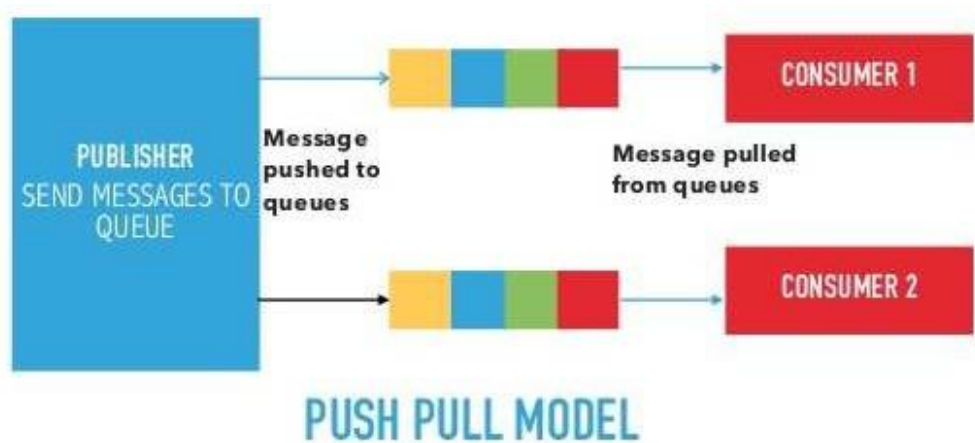 PUBLISHER
SEND MESSAGES TO
QUEUE
Message
pushed to
queues
Message pulled
from queues
CONSUMER 1
CONSUMER 2
PUSH PULL MODEL